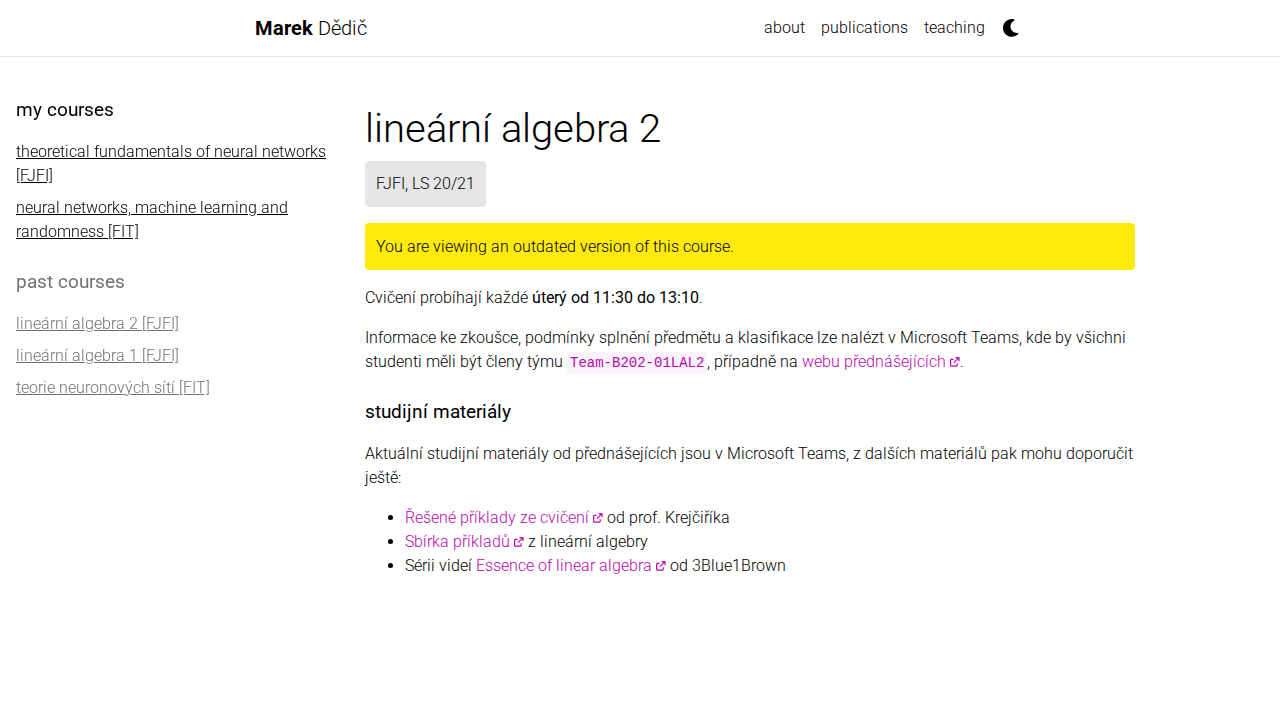 Marek Dědič
about publications teaching
my courses
theoretical fundamentals of neural networks
[FJFI]
neural networks, machine learning and
randomness [FIT]
past courses
lineární algebra 2 [FJFI]
lineární algebra 1 [FJFI]
teorie neuronových sítí [FIT]
lineární algebra 2
FJFI, LS 20/21
You are viewing an outdated version of this course.
Cvičení probíhají každé úterý od 11:30 do 13:10.
Informace ke zkoušce, podmínky splnění předmětu a klasifikace lze nalézt v Microsoft Teams, kde by všichni
studenti měli být členy týmu Team-B202-01LAL2, případně na webu přednášejících.
studijní materiály
Aktuální studijní materiály od přednášejících jsou v Microsoft Teams, z dalších materiálů pak mohu doporučit
ještě:
• Řešené příklady ze cvičení od prof. Krejčiříka
• Sbírka příkladů z lineární algebry
• Sérii videí Essence of linear algebra od 3Blue1Brown